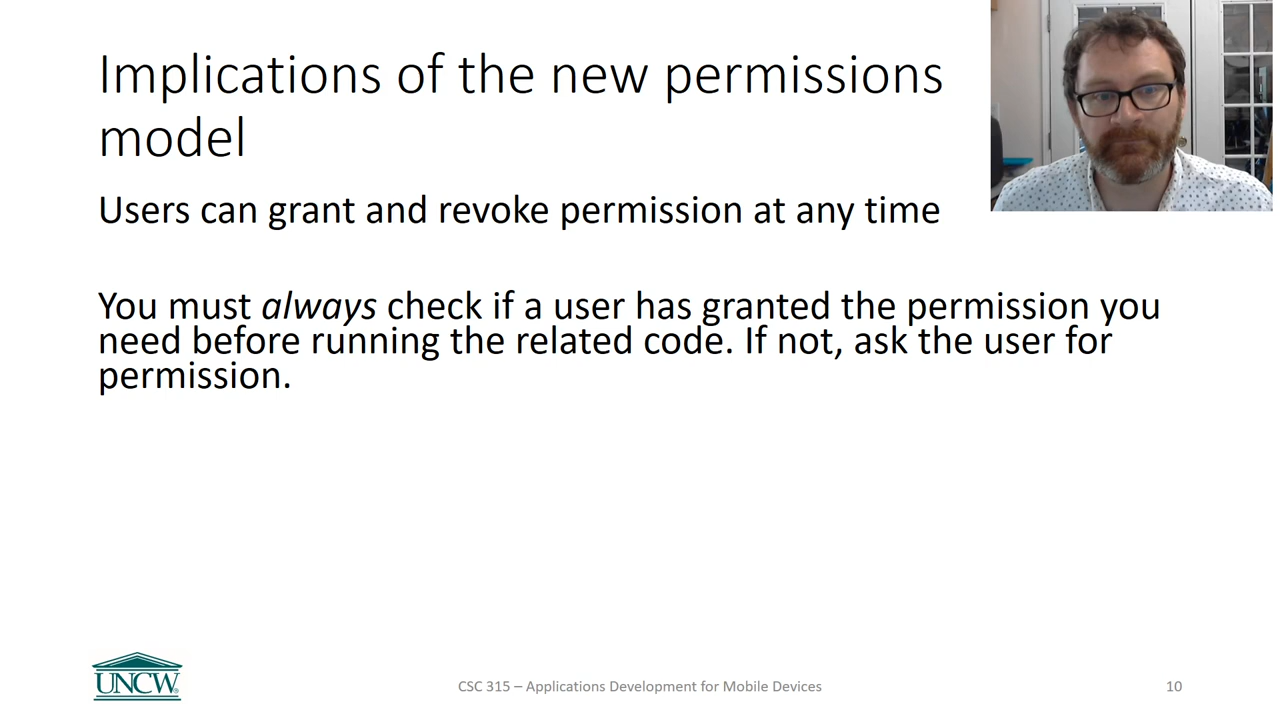 Implications of the new permissions
model
Users can grant and revoke permission at any time
You must always check if a user has granted the permission you
need before running the related code. If not, ask the user for
permission.
UNCW
CSC 315 – Applications Development for Mobile Devices
10